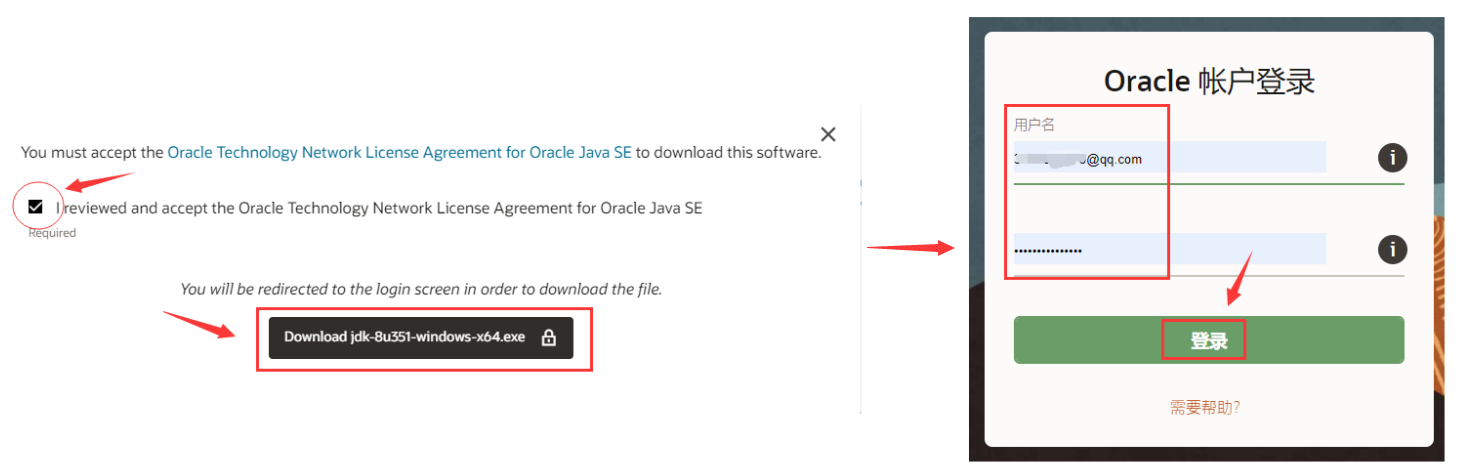 You must accept the Oracle Technology Network License Agreement for Oracle Java SE to download this software.
I reviewed and accept the Oracle Technology Network License Agreement for Oracle Java SE
Required
You will be redirected to the login screen in order to download the file.
Download jdk-8u351-windows-x64.exe
Oracle 帐户登录
用户名
@qq.com
登录
需要帮助?